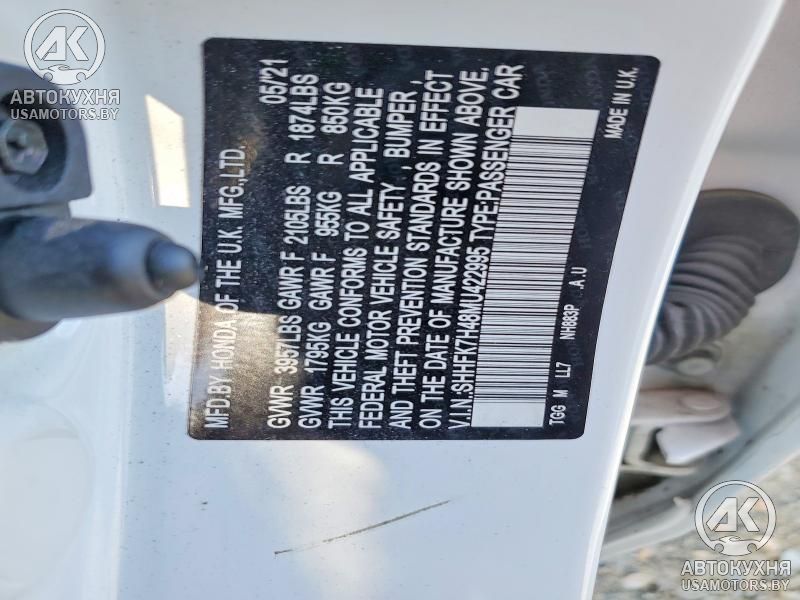 MFD.BY HONDA OF THE U.K. MFG.,LTD. 05/21
GVWR 3957LBS GAWR F 2105LBS R 1874LBS
GVWR 1795KG GAWR F 955KG R 850KG
THIS VEHICLE CONFORMS TO ALL APPLICABLE
FEDERAL MOTOR VEHICLE SAFETY , BUMPER ,
AND THEFT PREVENTION STANDARDS IN EFFECT
ON THE DATE OF MANUFACTURE SHOWN ABOVE.
V.I.N.:SHHFK7H48MU422995 TYPE:PASSENGER CAR
TGG M LL7 NH883P .A.U
MADE IN U.K.
АК
АВТОКУХНЯ
USAMOTORS.BY
АК
АВТОКУХНЯ
USAMOTORS.BY